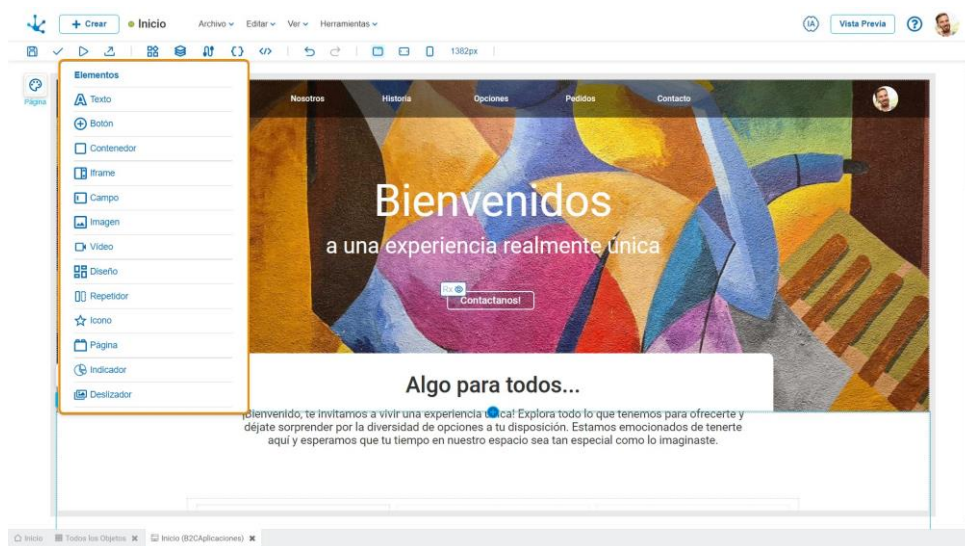 + Crear
Inicio
Archivo
Editar
Ver
Herramientas
IA
Vista Previa
?
1382px
Página
Elementos
Texto
Botón
Contenedor
Iframe
Campo
Imagen
Video
Diseño
Repetidor
Icono
Página
Indicador
Deslizador
Nosotros
Historia
Opciones
Pedidos
Contacto
Bienvenidos
a una experiencia realmente única
Rx
Contactanos!
Algo para todos...
¡Bienvenido, te invitamos a vivir una experiencia única! Explora todo lo que tenemos para ofrecerte y
déjate sorprender por la diversidad de opciones a tu disposición. Estamos emocionados de tenerte
aquí y esperamos que tu tiempo en nuestro espacio sea tan especial como lo imaginaste.
Inicio
Todos los Objetos
Inicio (B2CAplicaciones)